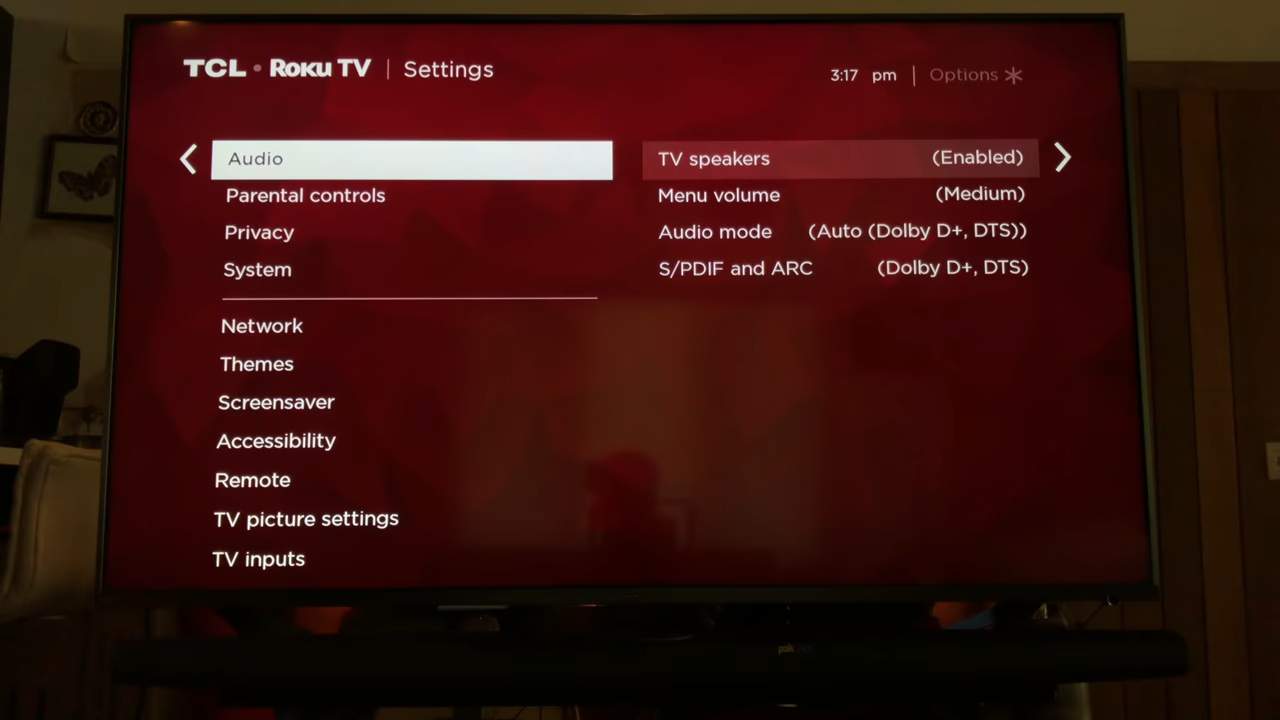 TCL • Roku TV | Settings
3:17 pm | Options
Audio
Parental controls
Privacy
System
Network
Themes
Screensaver
Accessibility
Remote
TV picture settings
TV inputs
TV speakers (Enabled)
Menu volume (Medium)
Audio mode (Auto (Dolby D+, DTS))
S/PDIF and ARC (Dolby D+, DTS)
polk